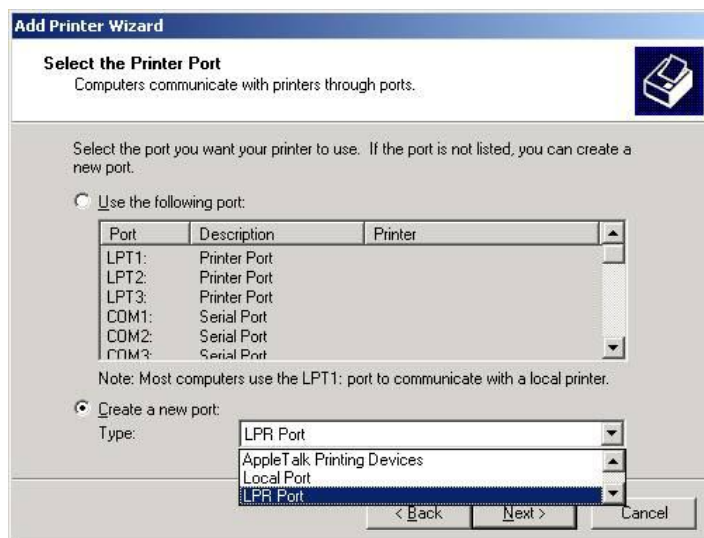 Add Printer Wizard
Select the Printer Port
Computers communicate with printers through ports.
Select the port you want your printer to use. If the port is not listed, you can create a
new port.
Use the following port:
Port Description Printer
LPT1: Printer Port
LPT2: Printer Port
LPT3: Printer Port
COM1: Serial Port
COM2: Serial Port
COM3: Serial Port
Note: Most computers use the LPT1: port to communicate with a local printer.
Create a new port:
Type: LPR Port
AppleTalk Printing Devices
Local Port
LPR Port
< Back Next > Cancel